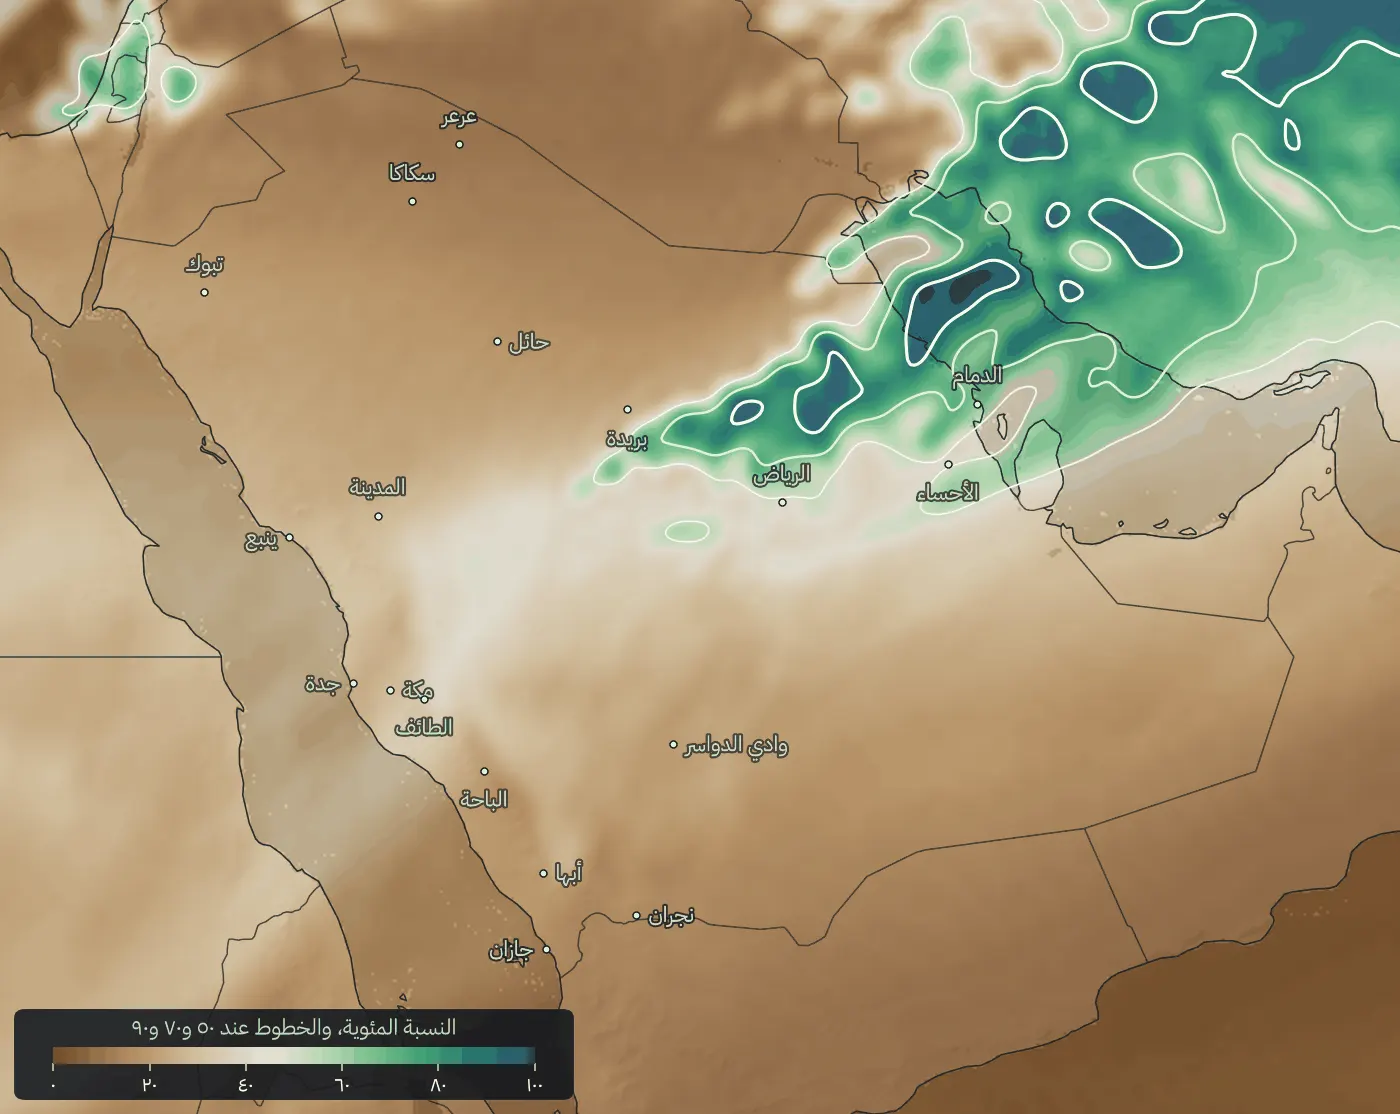 عرعر
سكاكا
تبوك
حائل
الدمام
بريدة
الرياض
المدينة
الأحساء
ينبع
جدة
مكة
الطائف
وادي الدواسر
الباحة
أبها
نجران
جازان
النسبة المئوية، والخطوط عند ٥٠ و٧٠ و٩٠
٠ ٢٠ ٤٠ ٦٠ ٨٠ ١٠٠